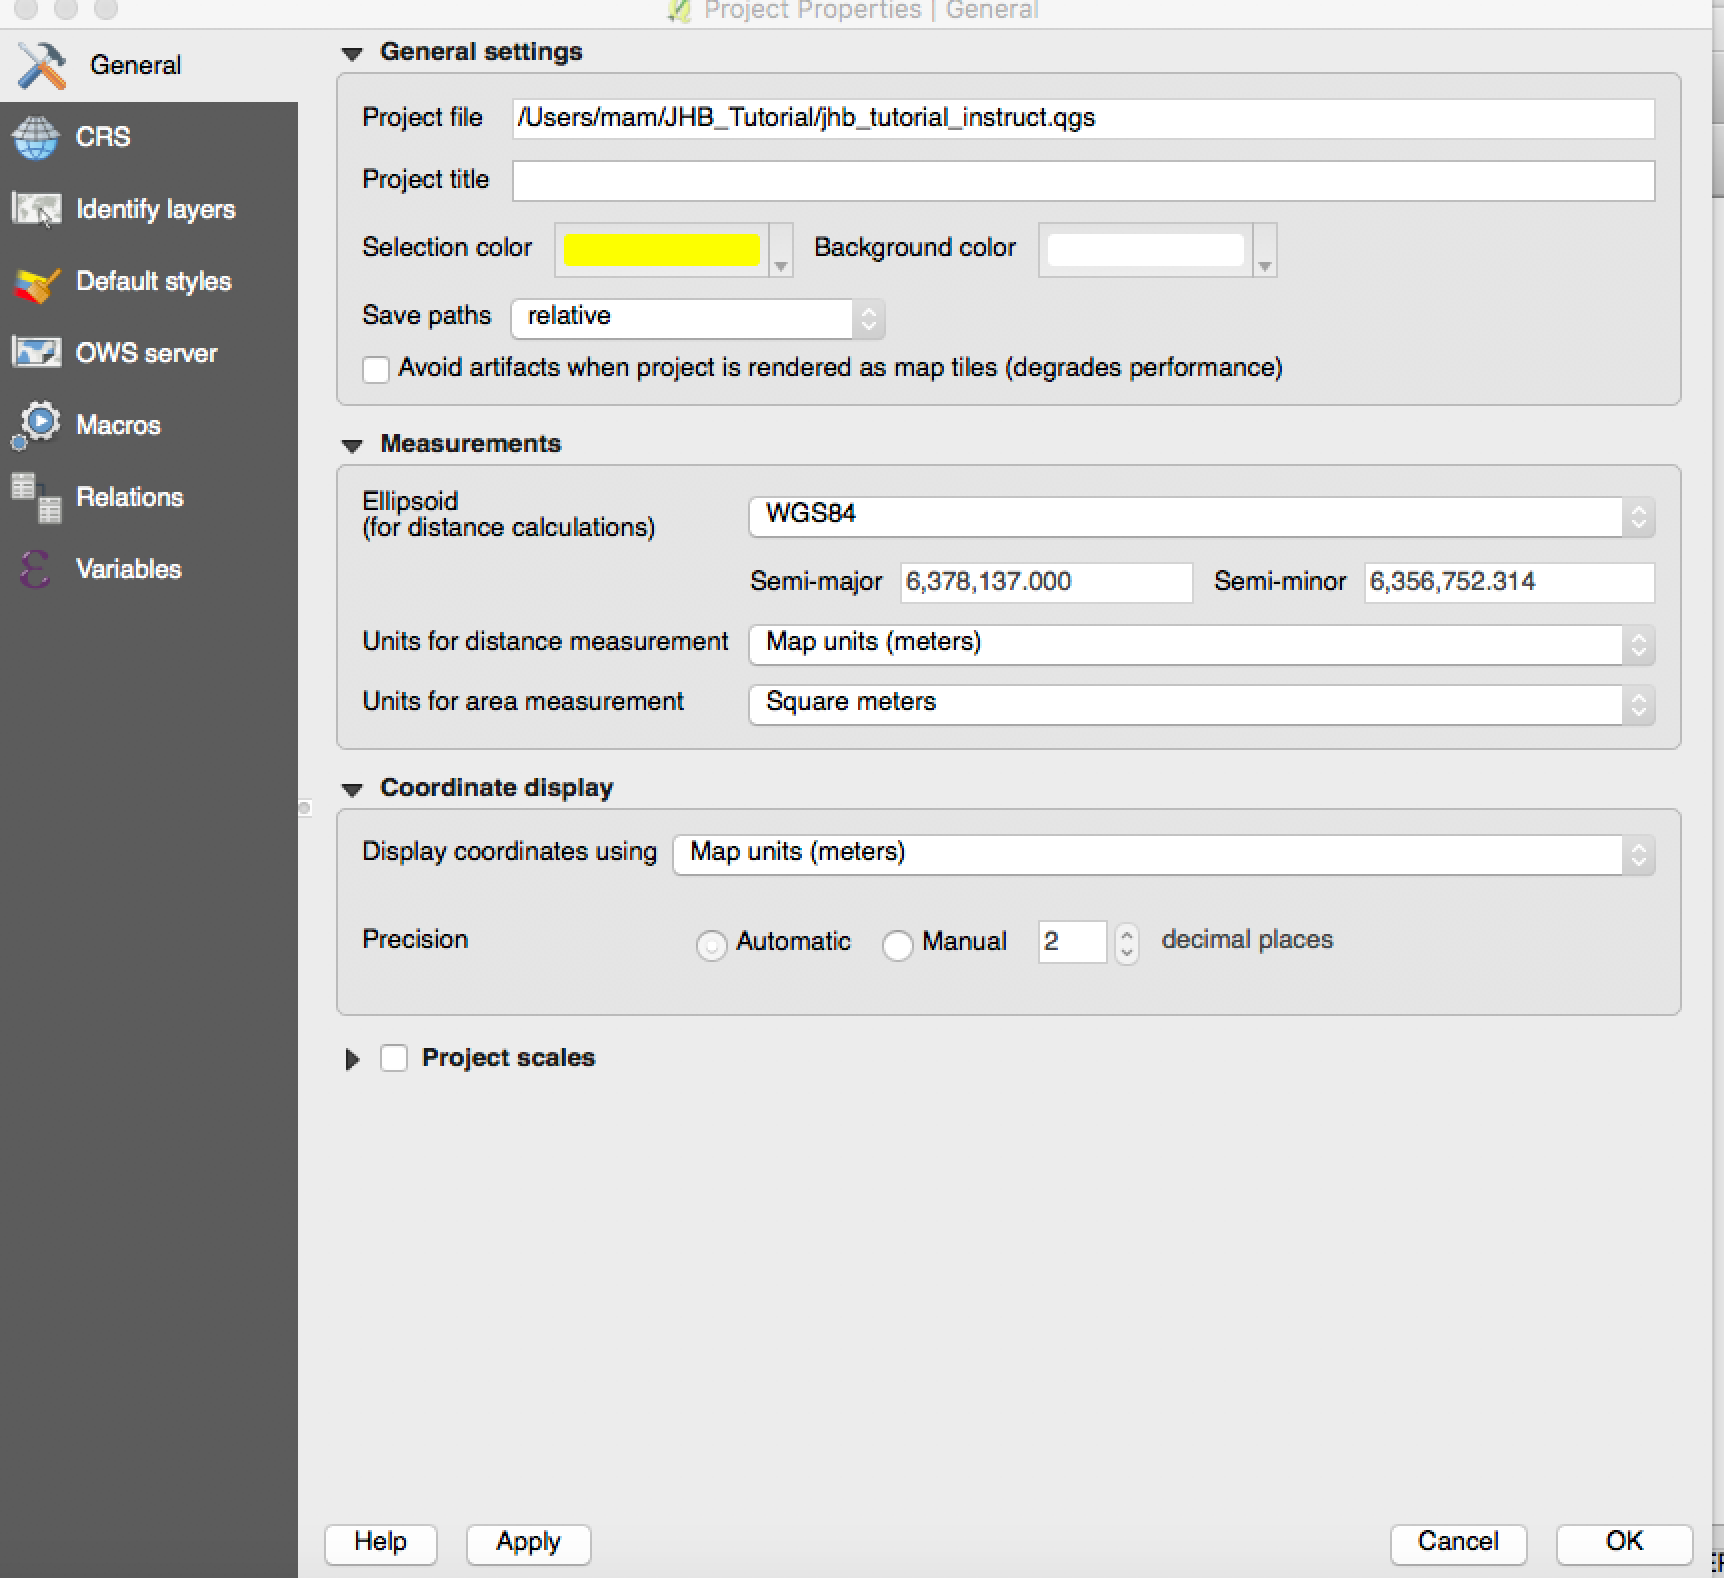 Project Properties | General
General
CRS
Identify layers
Default styles
OWS server
Macros
Relations
Variables
General settings
Project file /Users/mam/JHB_Tutorial/jhb_tutorial_instruct.qgs
Project title
Selection color Background color
Save paths relative
Avoid artifacts when project is rendered as map tiles (degrades performance)
Measurements
Ellipsoid
(for distance calculations) WGS84
Semi-major 6,378,137.000 Semi-minor 6,356,752.314
Units for distance measurement Map units (meters)
Units for area measurement Square meters
Coordinate display
Display coordinates using Map units (meters)
Precision Automatic Manual 2 decimal places
Project scales
Help Apply Cancel OK